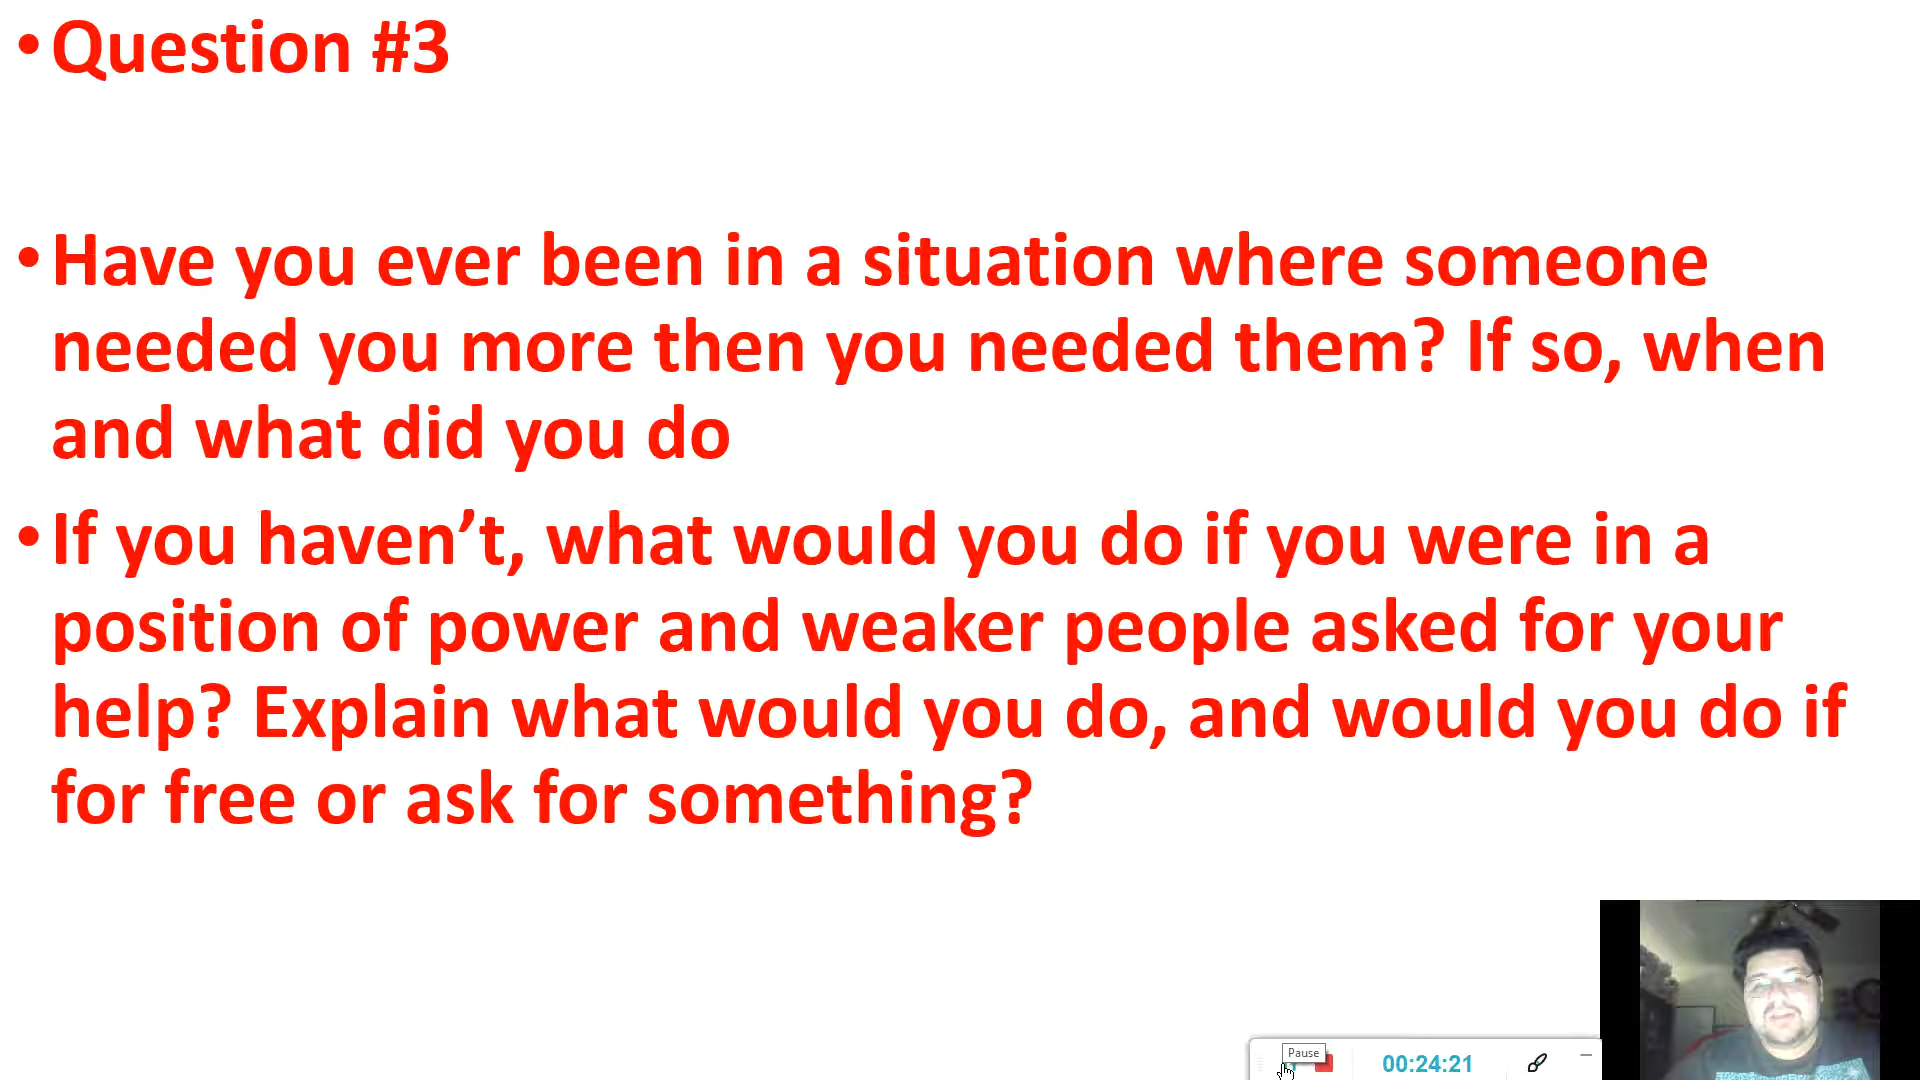 •Question #3
•Have you ever been in a situation where someone
needed you more then you needed them? If so, when
and what did you do
•If you haven’t, what would you do if you were in a
position of power and weaker people asked for your
help? Explain what would you do, and would you do if
for free or ask for something?
Pause
00:24:21